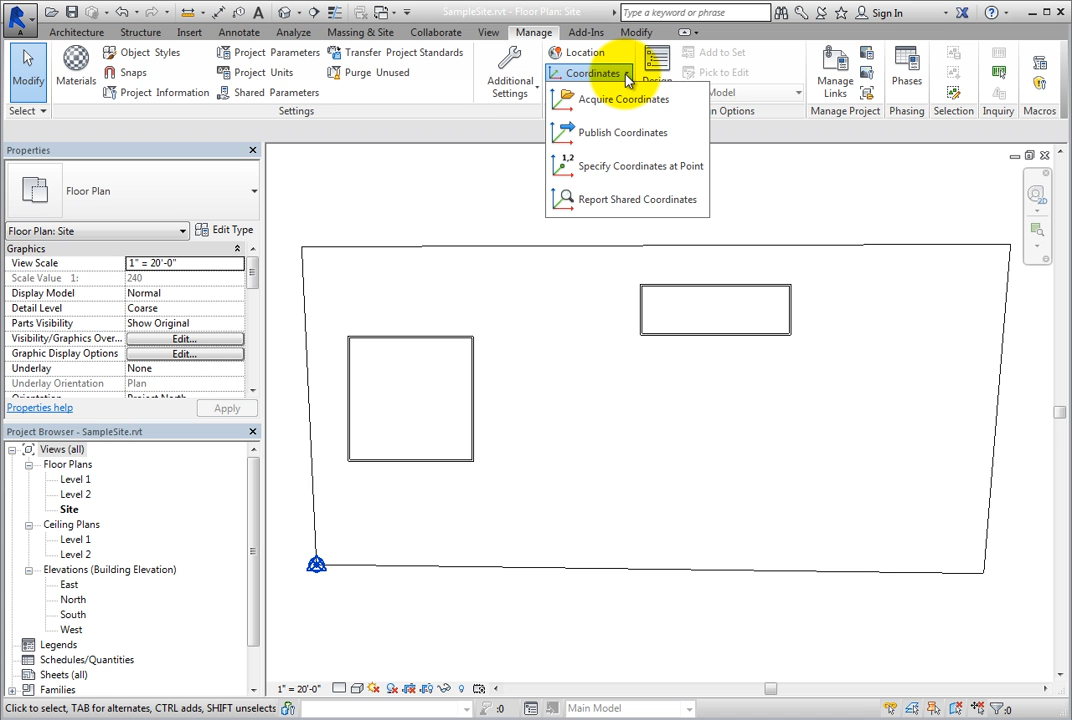 SampleSite.rvt - Floor Plan: Site
Type a keyword or phrase
Sign In
Architecture
Structure
Insert
Annotate
Analyze
Massing & Site
Collaborate
View
Manage
Add-Ins
Modify
Modify
Materials
Object Styles
Snaps
Project Information
Project Parameters
Project Units
Shared Parameters
Transfer Project Standards
Purge Unused
Additional
Settings
Location
Coordinates
Design
Add to Set
Pick to Edit
Model
Manage
Links
Phases
Select
Settings
n Options
Manage Project
Phasing
Selection
Inquiry
Macros
Acquire Coordinates
Publish Coordinates
1,2
Specify Coordinates at Point
Report Shared Coordinates
Properties
Floor Plan
Floor Plan: Site
Edit Type
Graphics
View Scale
1" = 20'-0"
Scale Value 1:
240
Display Model
Normal
Detail Level
Coarse
Parts Visibility
Show Original
Visibility/Graphics Over...
Edit...
Graphic Display Options
Edit...
Underlay
None
Underlay Orientation
Plan
Properties help
Apply
2D
Project Browser - SampleSite.rvt
Views (all)
Floor Plans
Level 1
Level 2
Site
Ceiling Plans
Level 1
Level 2
Elevations (Building Elevation)
East
North
South
West
Legends
Schedules/Quantities
Sheets (all)
Families
1" = 20'-0"
Click to select, TAB for alternates, CTRL adds, SHIFT unselects
:0
Main Model
:0